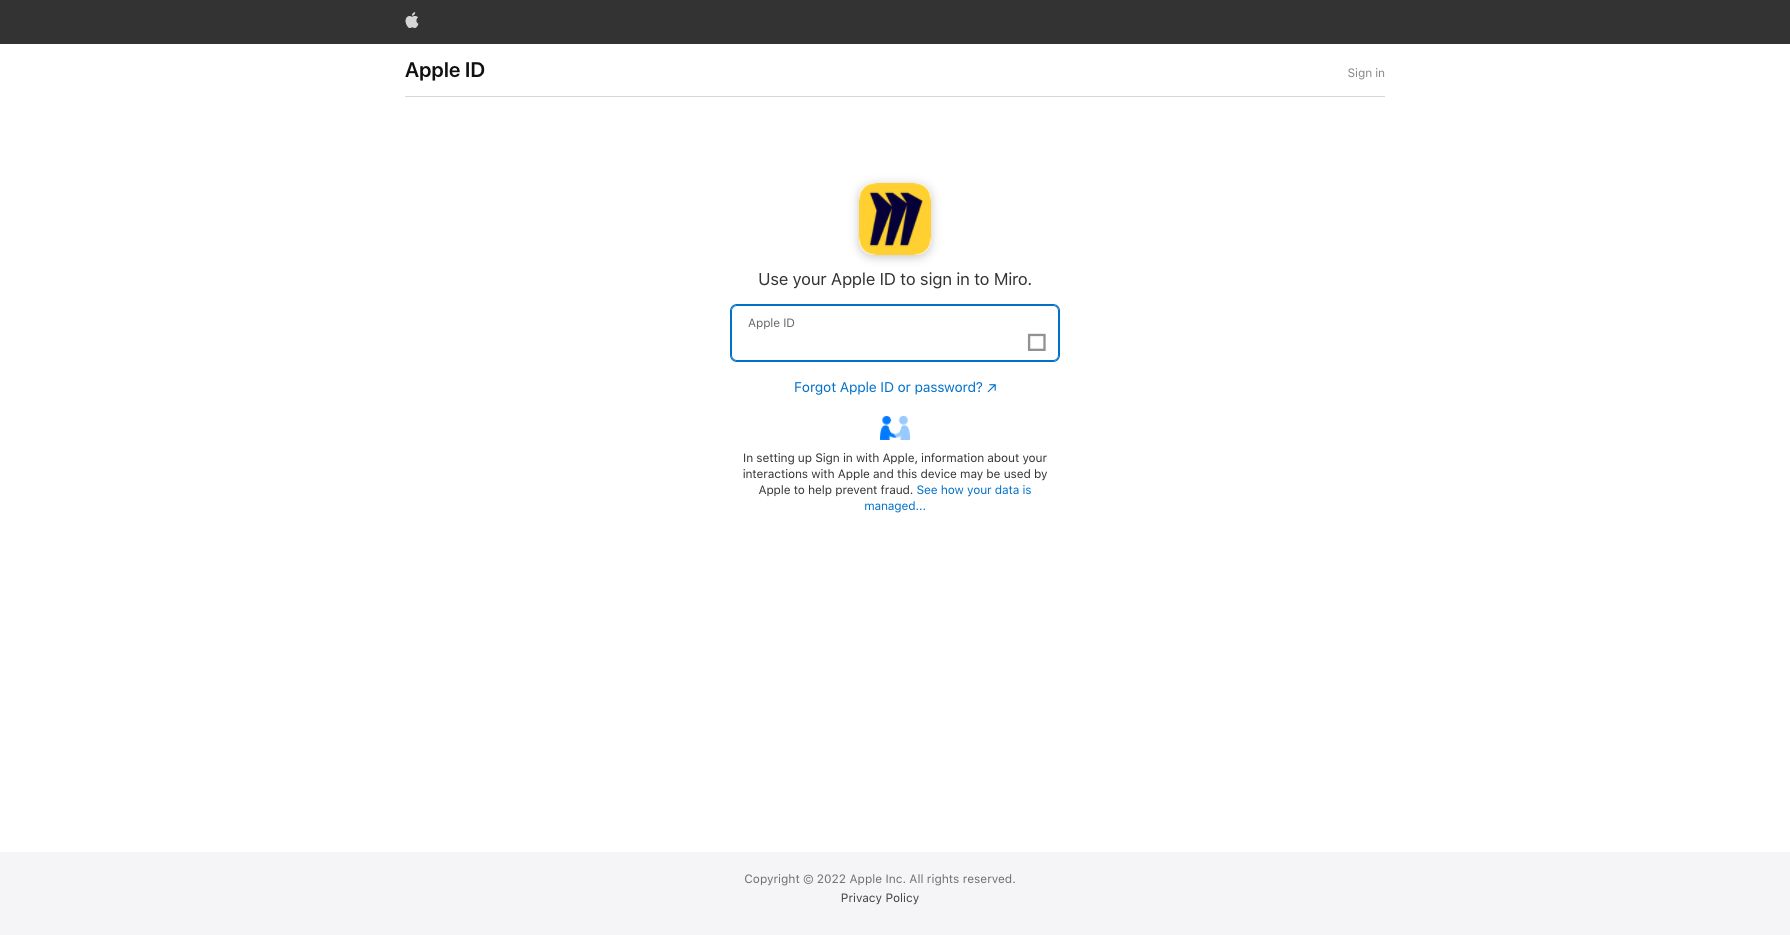 Apple ID
Sign in
Use your Apple ID to sign in to Miro.
Apple ID
Forgot Apple ID or password? ↗
In setting up Sign in with Apple, information about your
interactions with Apple and this device may be used by
Apple to help prevent fraud. See how your data is
managed...
Copyright © 2022 Apple Inc. All rights reserved.
Privacy Policy